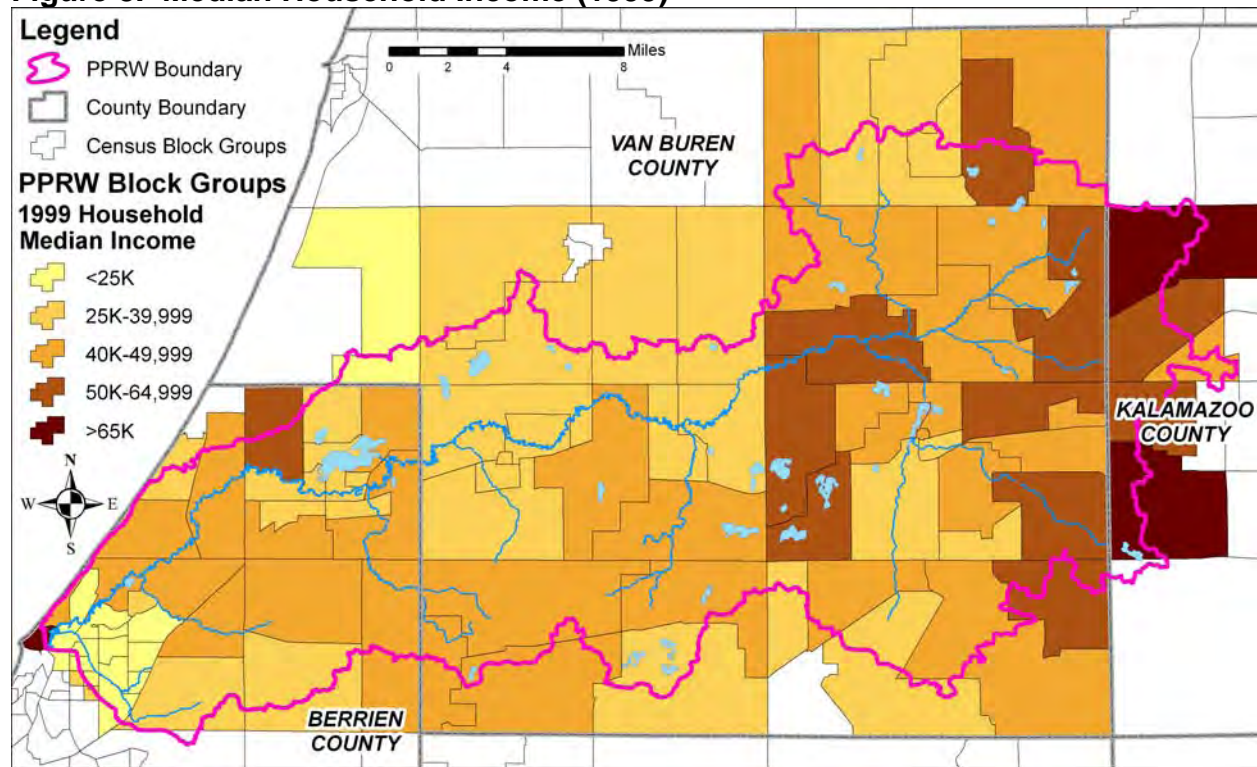 Legend
PPRW Boundary
County Boundary
Census Block Groups
PPRW Block Groups
1999 Household
Median Income
<25K
25K-39,999
40K-49,999
50K-64,999
>65K
N
W
E
S
0
2
4
8
Miles
VAN BUREN
COUNTY
KALAMAZOO
COUNTY
BERRIEN
COUNTY